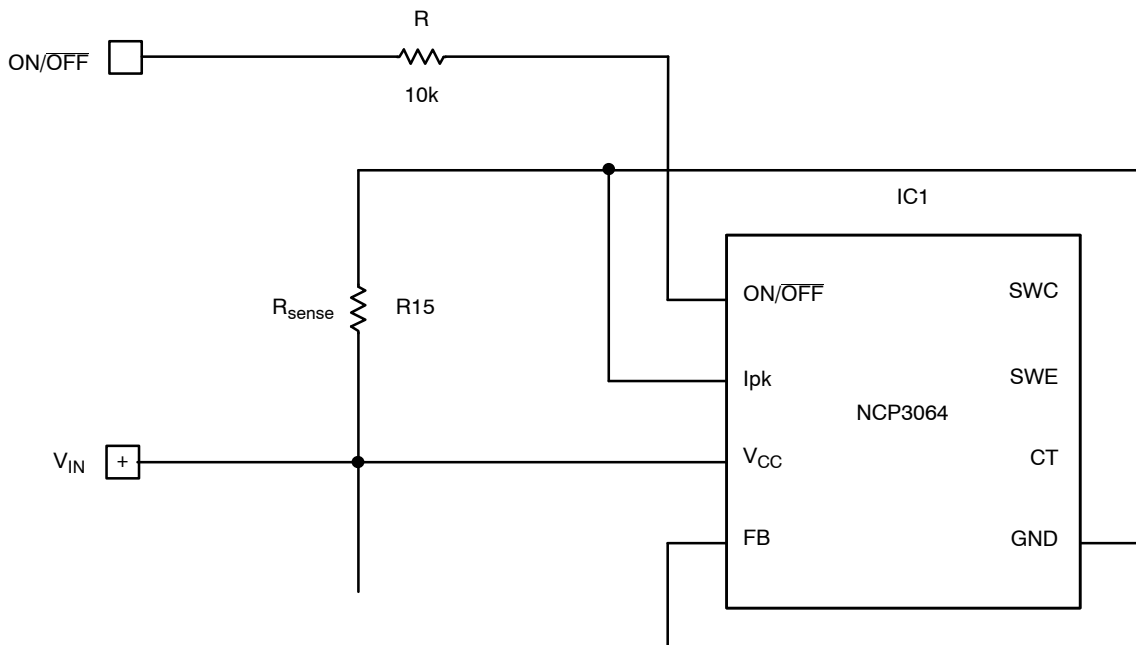 R
ON/OFF
10k
IC1
ON/OFF
SWC
Rsense
R15
Ipk
SWE
NCP3064
VIN
+
VCC
CT
FB
GND